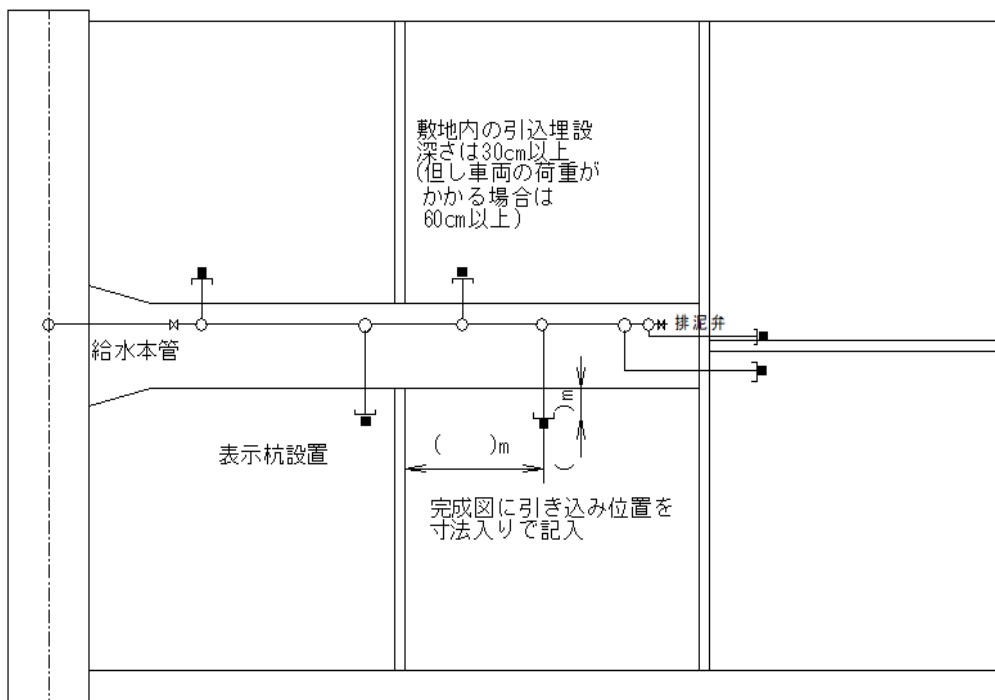 敷地内の引込埋設
深さは30cm以上
(但し車両の荷重が
かかる場合は
60cm以上)
排泥弁
給水本管
( )m
( )m
表示杭設置
完成図に引き込み位置を
寸法入りで記入